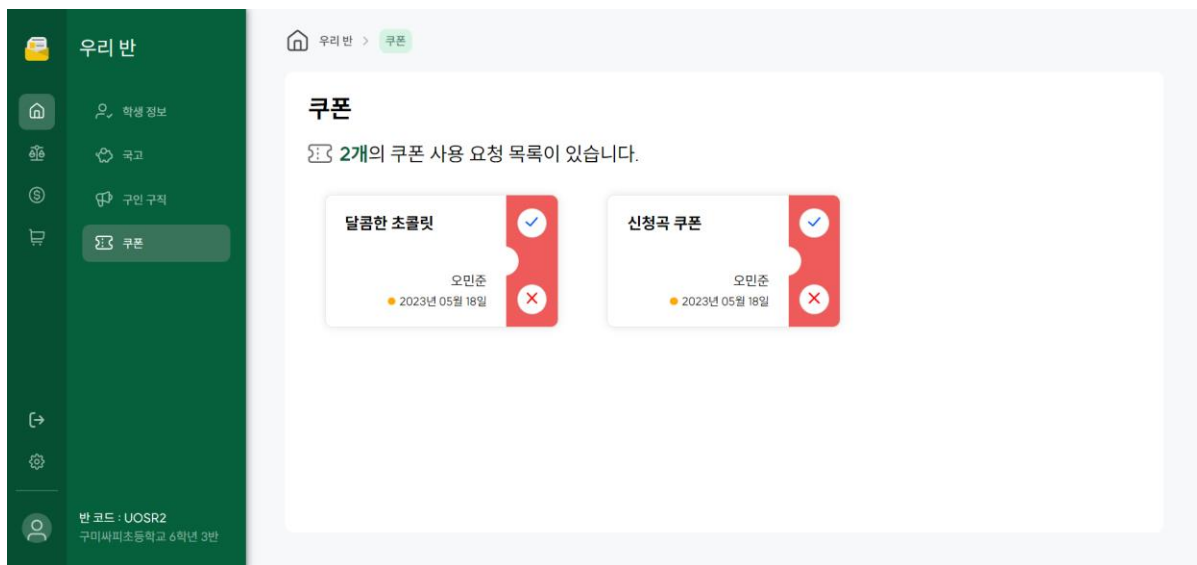 우리 반
학생 정보
국고
구인 구직
쿠폰
반 코드 : UOSR2
구미싸피초등학교 6학년 3반
우리 반 > 쿠폰
쿠폰
2개의 쿠폰 사용 요청 목록이 있습니다.
달콤한 초콜릿
오민준
2023년 05월 18일
신청곡 쿠폰
오민준
2023년 05월 18일